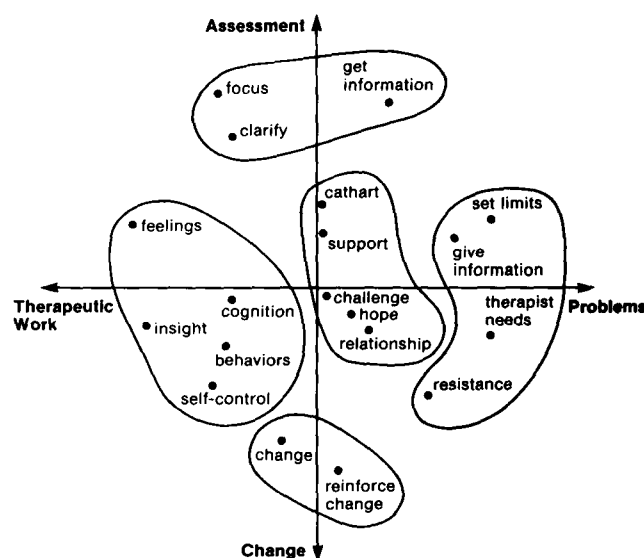 Assessment
get
information
focus
clarify
cathart
support
set limits
give
information
feelings
Therapeutic
Work
Problems
cognition
insight
behaviors
self-control
challenge
hope
relationship
therapist
needs
resistance
change
reinforce
change
Change